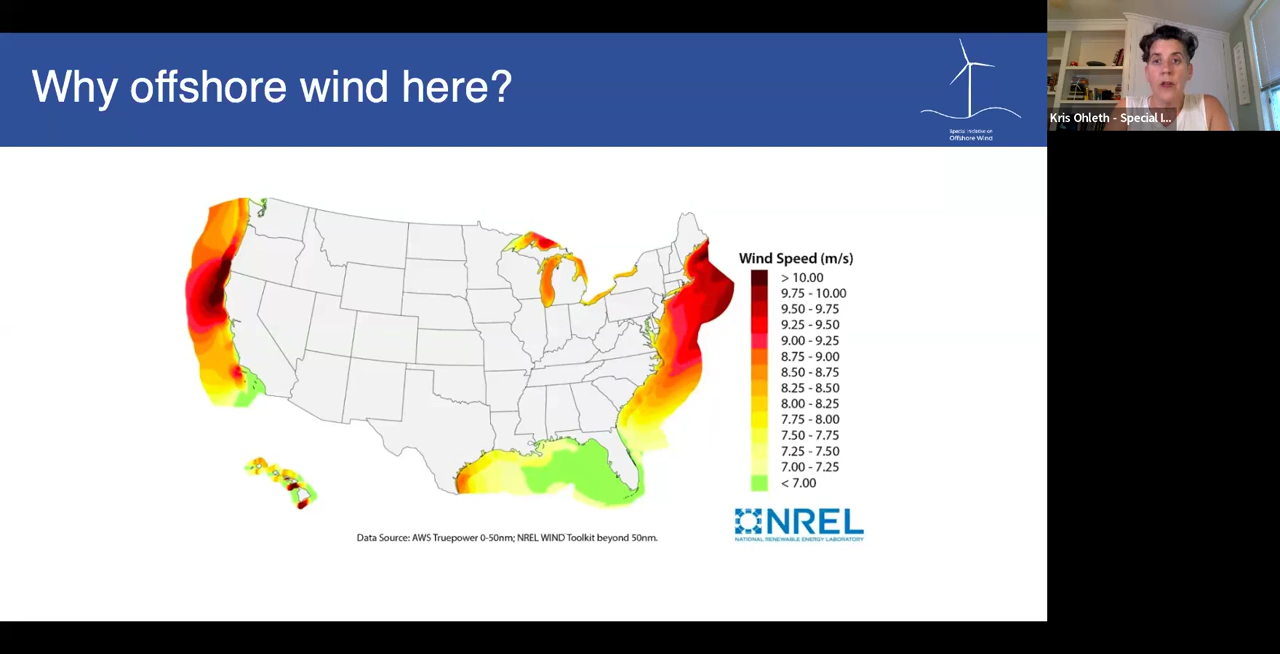 Why offshore wind here?
Special Initiative on
Offshore Wind
Kris Ohleth - Special I...
Wind Speed (m/s)
> 10.00
9.75 - 10.00
9.50 - 9.75
9.25 - 9.50
9.00 - 9.25
8.75 - 9.00
8.50 - 8.75
8.25 - 8.50
8.00 - 8.25
7.75 - 8.00
7.50 - 7.75
7.25 - 7.50
7.00 - 7.25
< 7.00
NREL
NATIONAL RENEWABLE ENERGY LABORATORY
Data Source: AWS Truepower 0-50nm; NREL WIND Toolkit beyond 50nm.